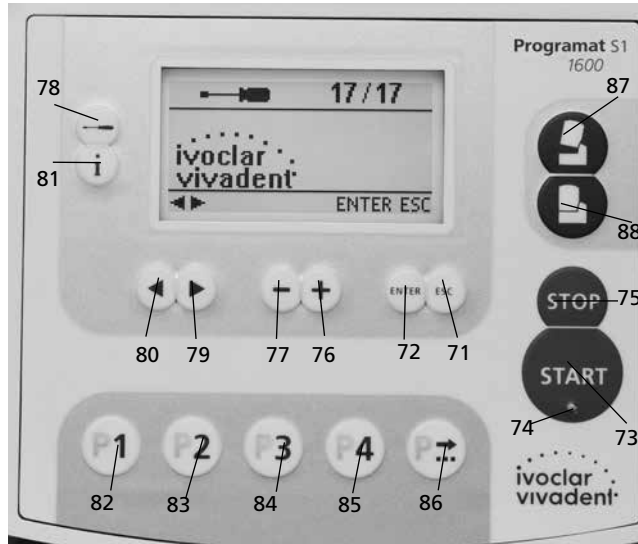 Programat S1
1600
78
87
17/17
81
i
ivoclar
vivadent
ENTER ESC
88
ENTER
ESC
STOP
75
80
79
77
76
72
71
START
74
73
P1
P2
P3
P4
P
82
83
84
85
86
ivoclar
vivadent